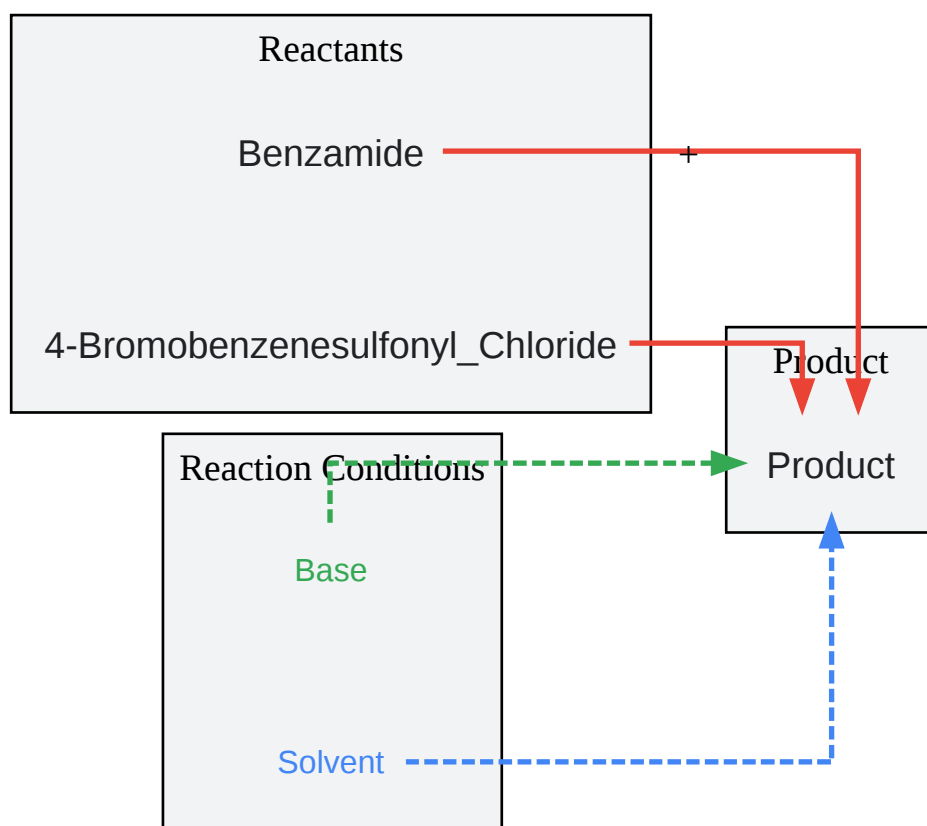 Reactants
Benzamide
+
4-Bromobenzenesulfonyl_Chloride
Product
Product
Reaction Conditions
Base
Solvent